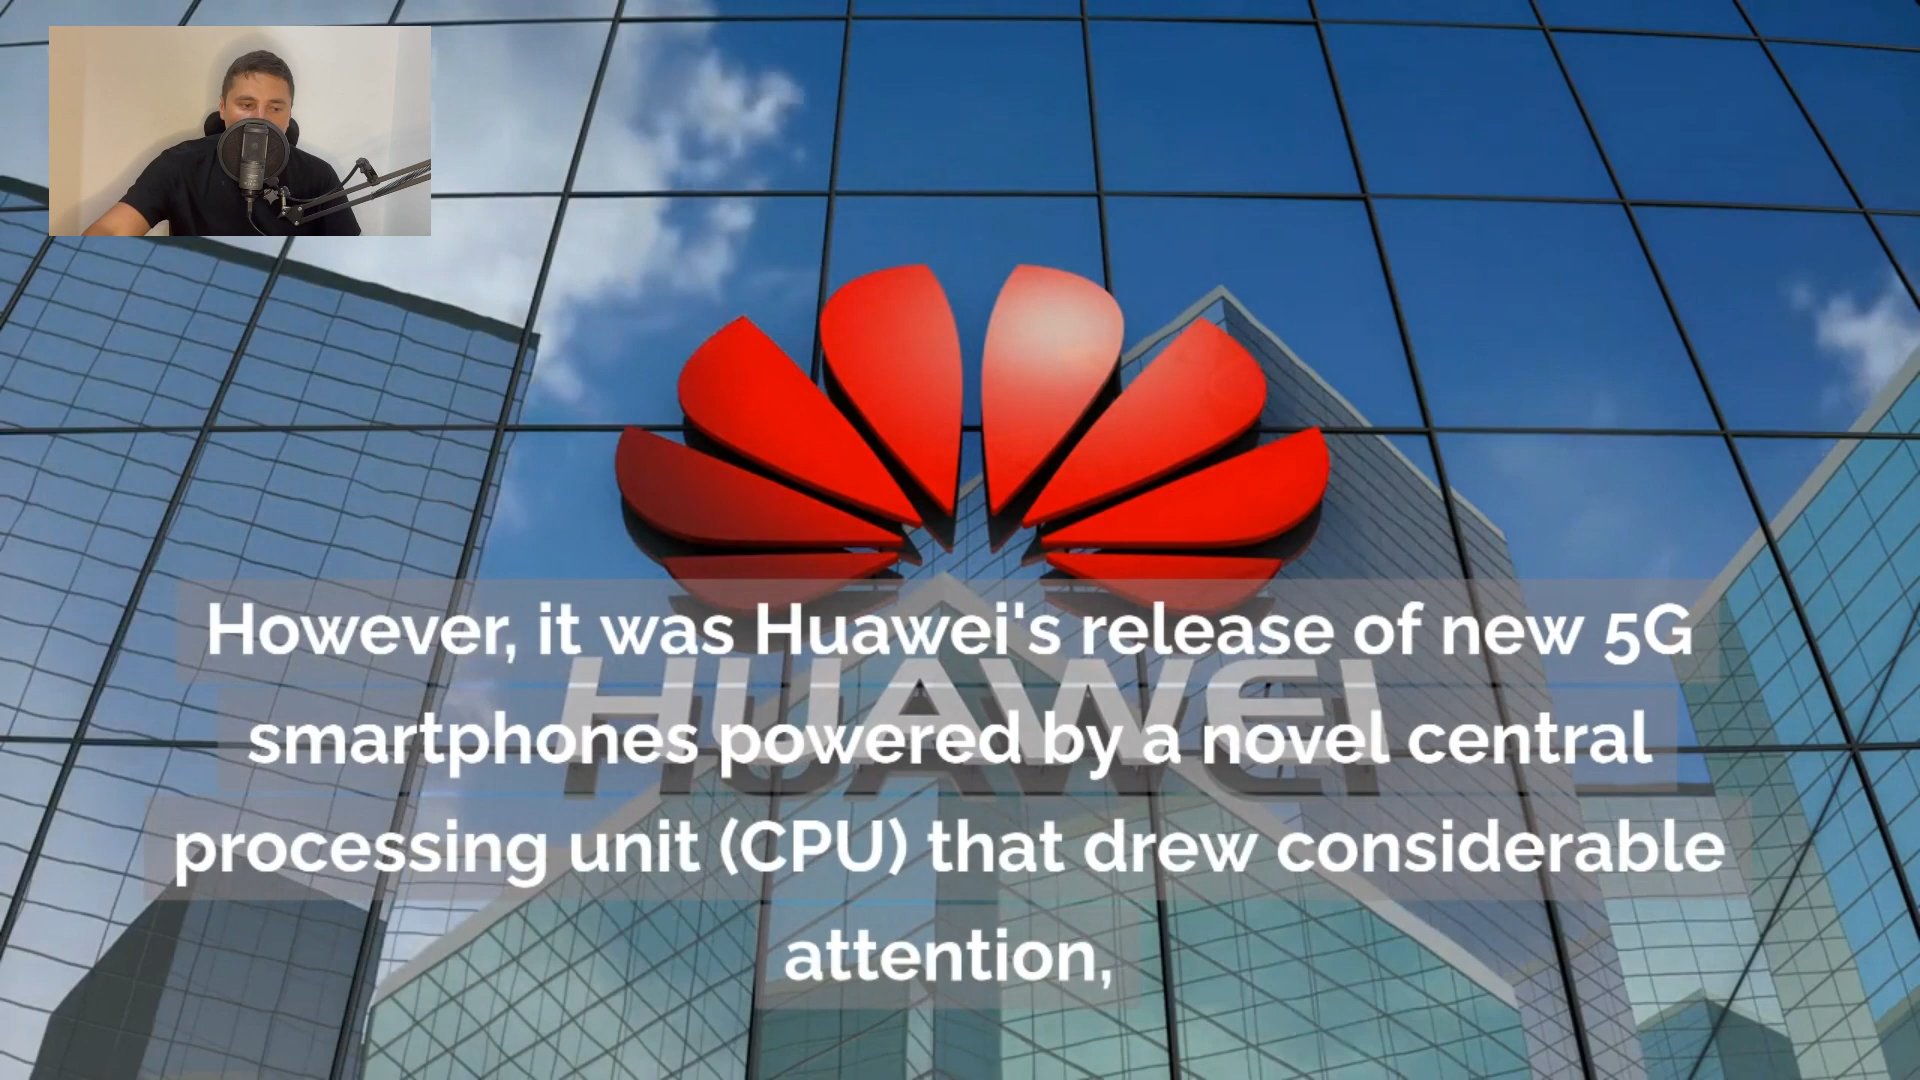 However, it was Huawei's release of new 5G
HUAWEI
smartphones powered by a novel central
processing unit (CPU) that drew considerable
attention,